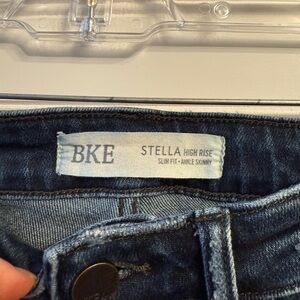 BKE
STELLA HIGH RISE
SLIM FIT • ANKLE SKINNY